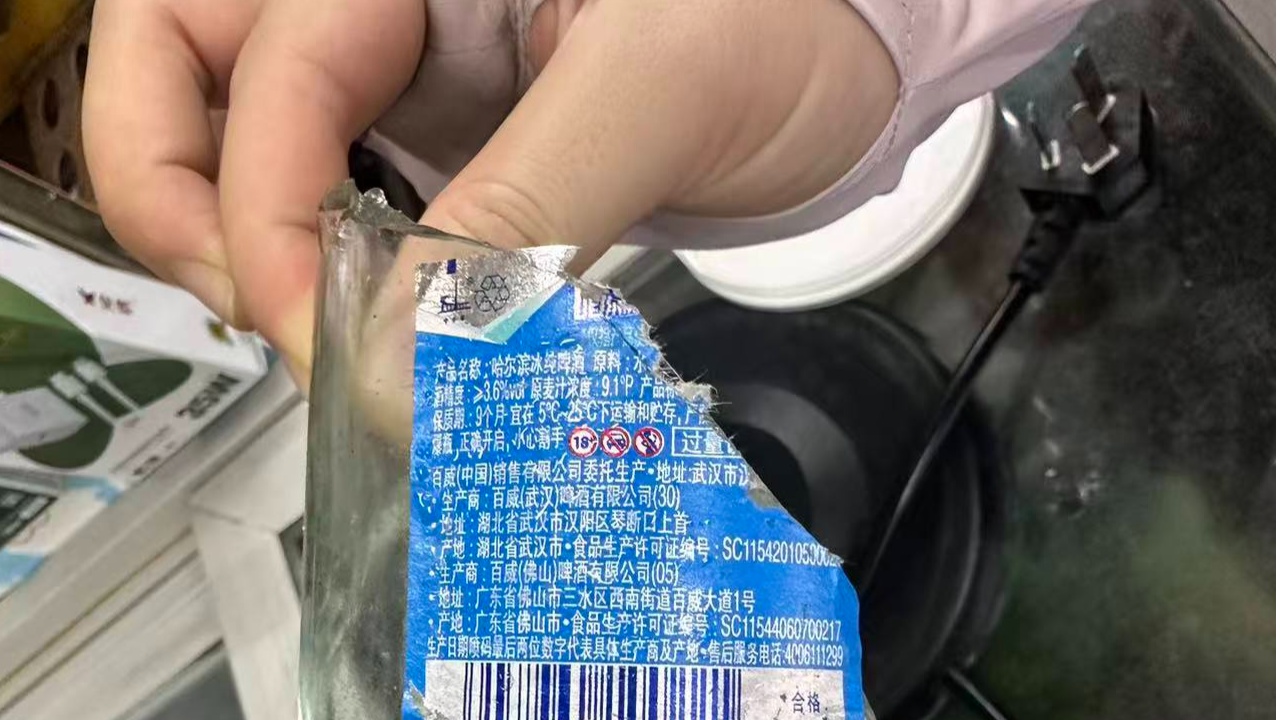 产品名称:哈尔滨冰纯啤酒 原料:水
酒精度:≥3.6%vol 原麦汁浓度:9.1°P 产品标
保质期:9个月 宜在5℃-25℃下运输和贮存,严
爆瓶,正确开启,小心割手 18+ 过量
百威(中国)销售有限公司委托生产•地址:武汉市汉
•生产商:百威(武汉)啤酒有限公司(30)
•地址:湖北省武汉市汉阳区琴断口上首
•产地:湖北省武汉市•食品生产许可证编号:SC115420105
•生产商:百威(佛山)啤酒有限公司(05)
•地址:广东省佛山市三水区西南街道百威大道1号
•产地:广东省佛山市•食品生产许可证编号:SC11544060700217
生产日期喷码最后两位数字代表具体生产商及产地•售后服务电话:4006111299
合格